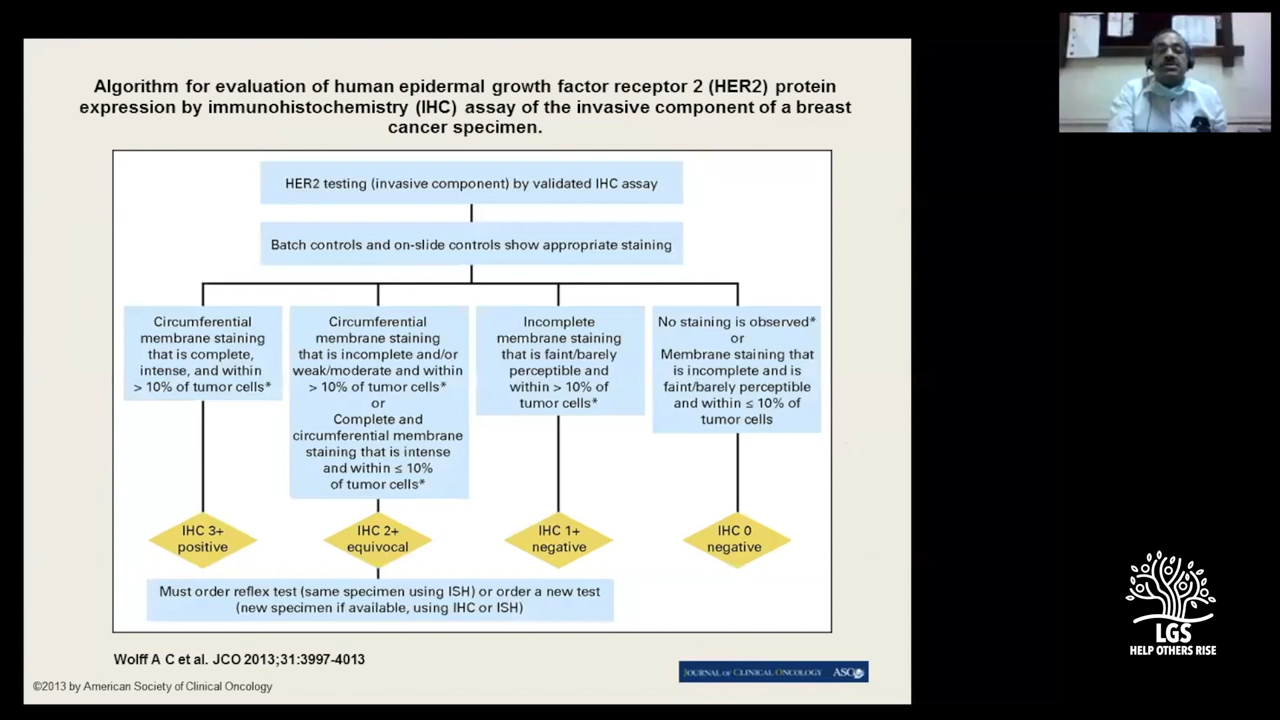 Algorithm for evaluation of human epidermal growth factor receptor 2 (HER2) protein
expression by immunohistochemistry (IHC) assay of the invasive component of a breast
cancer specimen.
HER2 testing (invasive component) by validated IHC assay
Batch controls and on-slide controls show appropriate staining
Circumferential
membrane staining
that is complete,
intense, and within
> 10% of tumor cells*
Circumferential
membrane staining
that is incomplete and/or
weak/moderate and within
> 10% of tumor cells*
or
Complete and
circumferential membrane
staining that is intense
and within ≤ 10%
of tumor cells*
Incomplete
membrane staining
that is faint/barely
perceptible and
within > 10% of
tumor cells*
No staining is observed*
or
Membrane staining that
is incomplete and is
faint/barely perceptible
and within ≤ 10% of
tumor cells
IHC 3+
positive
IHC 2+
equivocal
IHC 1+
negative
IHC 0
negative
Must order reflex test (same specimen using ISH) or order a new test
(new specimen if available, using IHC or ISH)
Wolff A C et al. JCO 2013;31:3997-4013
JOURNAL OF CLINICAL ONCOLOGY ASCO
©2013 by American Society of Clinical Oncology
LGS
HELP OTHERS RISE